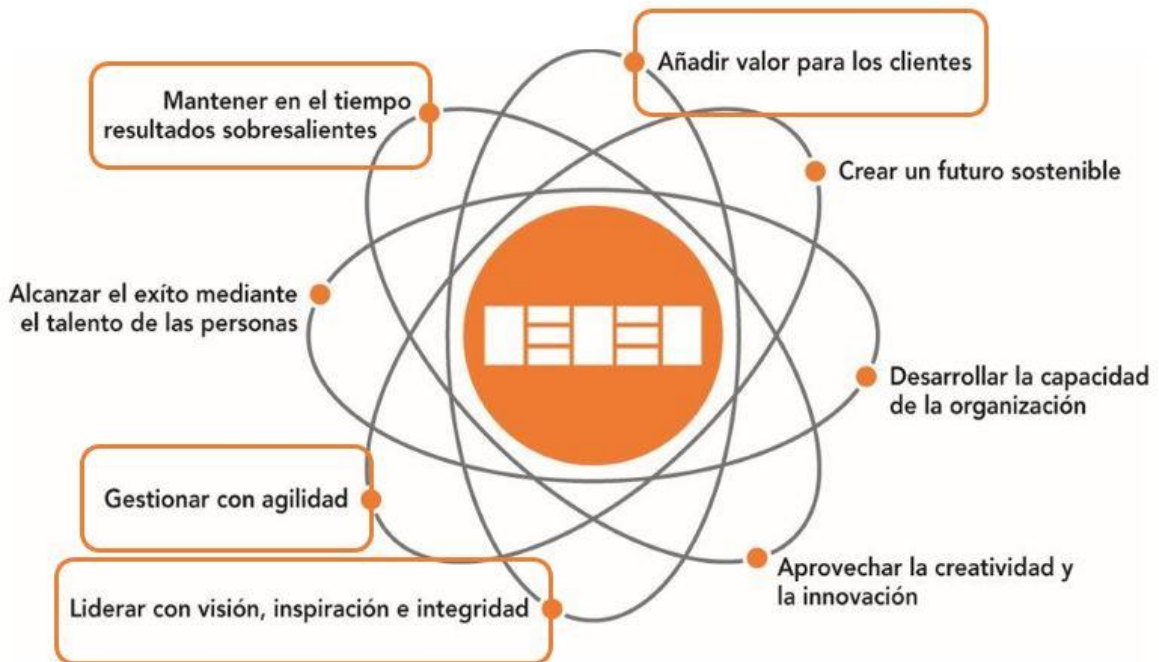 Añadir valor para los clientes
Mantener en el tiempo
resultados sobresalientes
Crear un futuro sostenible
Alcanzar el exíto mediante
el talento de las personas
Desarrollar la capacidad
de la organización
Gestionar con agilidad
Aprovechar la creatividad y
la innovación
Liderar con visión, inspiración e integridad